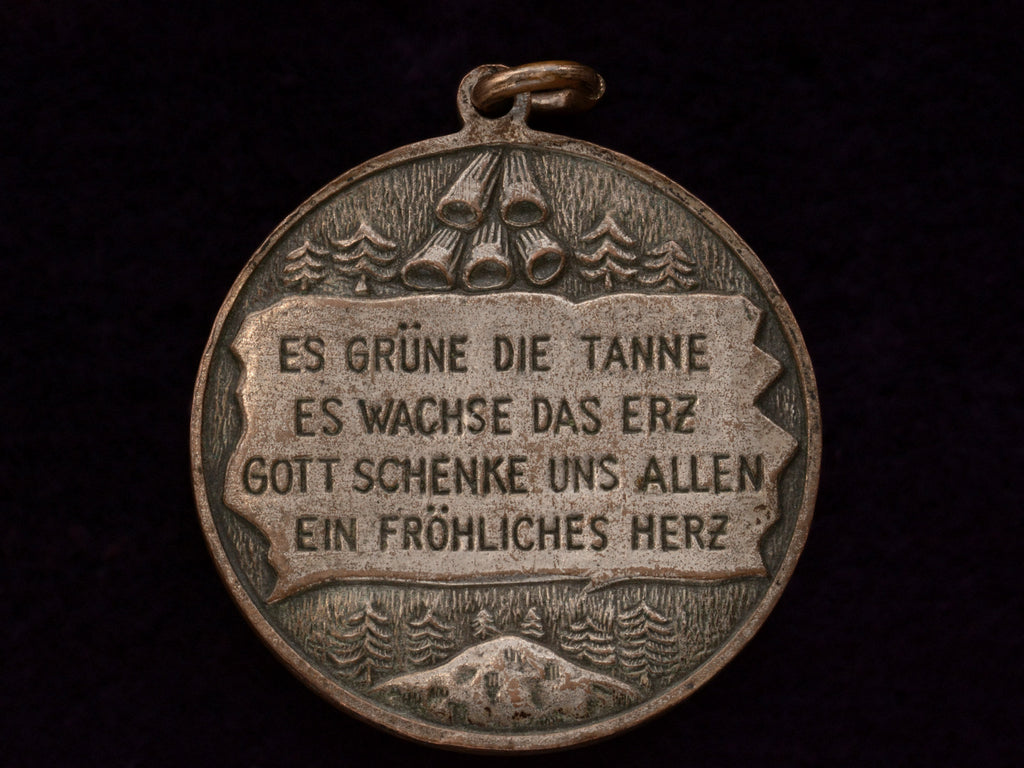 ES GRÜNE DIE TANNE
ES WACHSE DAS ERZ
GOTT SCHENKE UNS ALLEN
EIN FRÖHLICHES HERZ